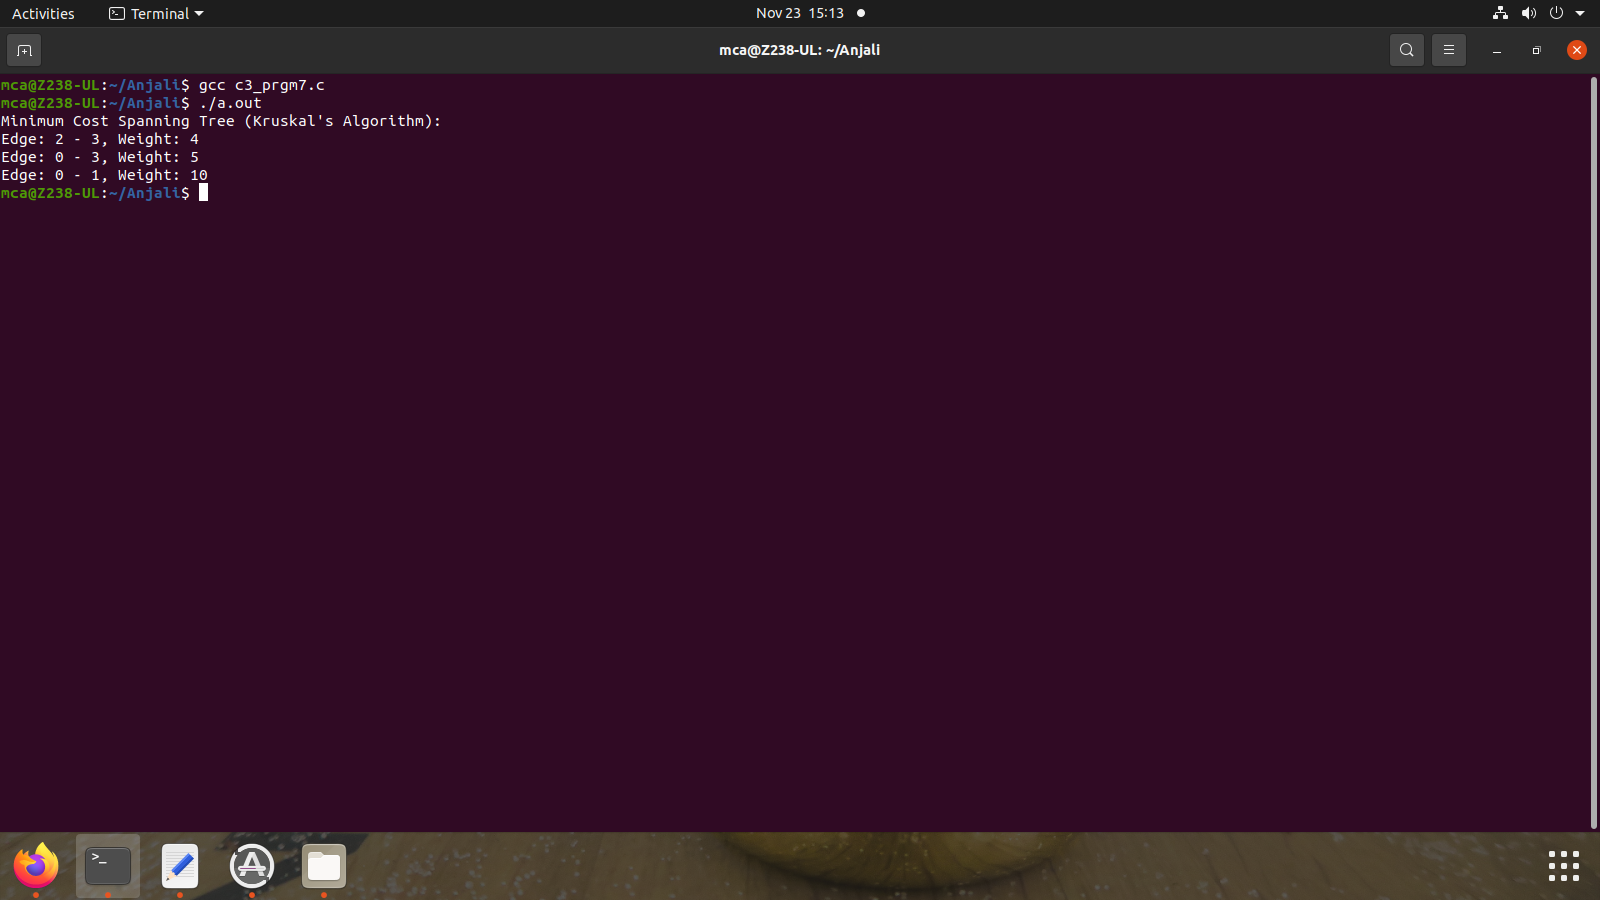 Activities
Terminal
Nov 23 15:13
mca@Z238-UL: ~/Anjali
mca@Z238-UL:~/Anjali$ gcc c3_prgm7.c
mca@Z238-UL:~/Anjali$ ./a.out
Minimum Cost Spanning Tree (Kruskal's Algorithm):
Edge: 2 - 3, Weight: 4
Edge: 0 - 3, Weight: 5
Edge: 0 - 1, Weight: 10
mca@Z238-UL:~/Anjali$